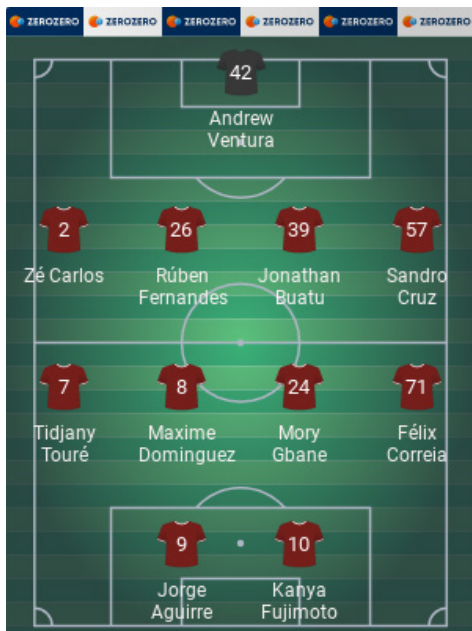 ZEROZERO ZEROZERO ZEROZERO ZEROZERO ZEROZERO ZEROZERO
42
Andrew
Ventura
2 26 39 57
Zé Carlos Rúben Jonathan Sandro
Fernandes Buatu Cruz
7 8 24 71
Tidjany Maxime Mory Félix
Touré Dominguez Gbane Correia
9 10
Jorge Kanya
Aguirre Fujimoto